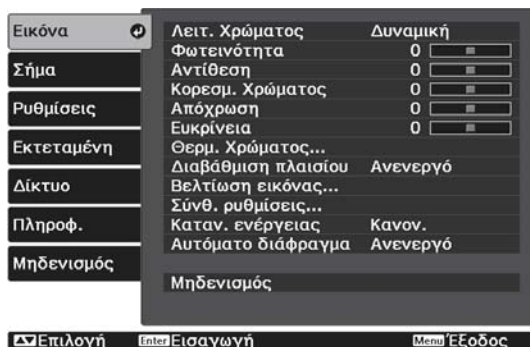 Εικόνα
Σήμα
Ρυθμίσεις
Εκτεταμένη
Δίκτυο
Πληροφ.
Μηδενισμός
Λειτ. Χρώματος Δυναμική
Φωτεινότητα 0
Αντίθεση 0
Κορεσμ. Χρώματος 0
Απόχρωση 0
Ευκρίνεια 0
Θερμ. Χρώματος...
Διαβάθμιση πλαισίου Ανενεργό
Βελτίωση εικόνας...
Σύνθ. ρυθμίσεις...
Καταν. ενέργειας Κανον.
Αυτόματο διάφραγμα Ανενεργό
Μηδενισμός
Επιλογή Enter Εισαγωγή Menu Έξοδος